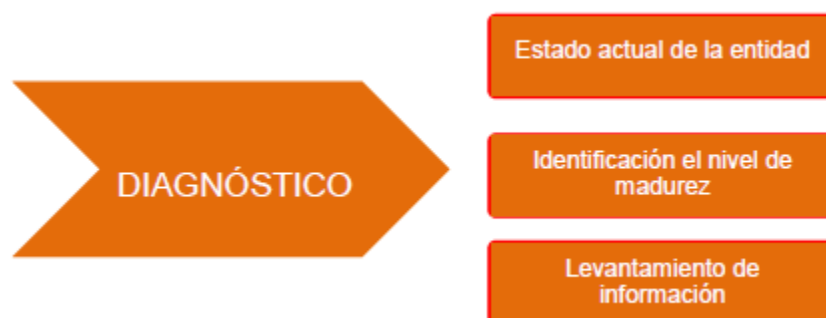 DIAGNÓSTICO
Estado actual de la entidad
Identificación el nivel de
madurez
Levantamiento de
información